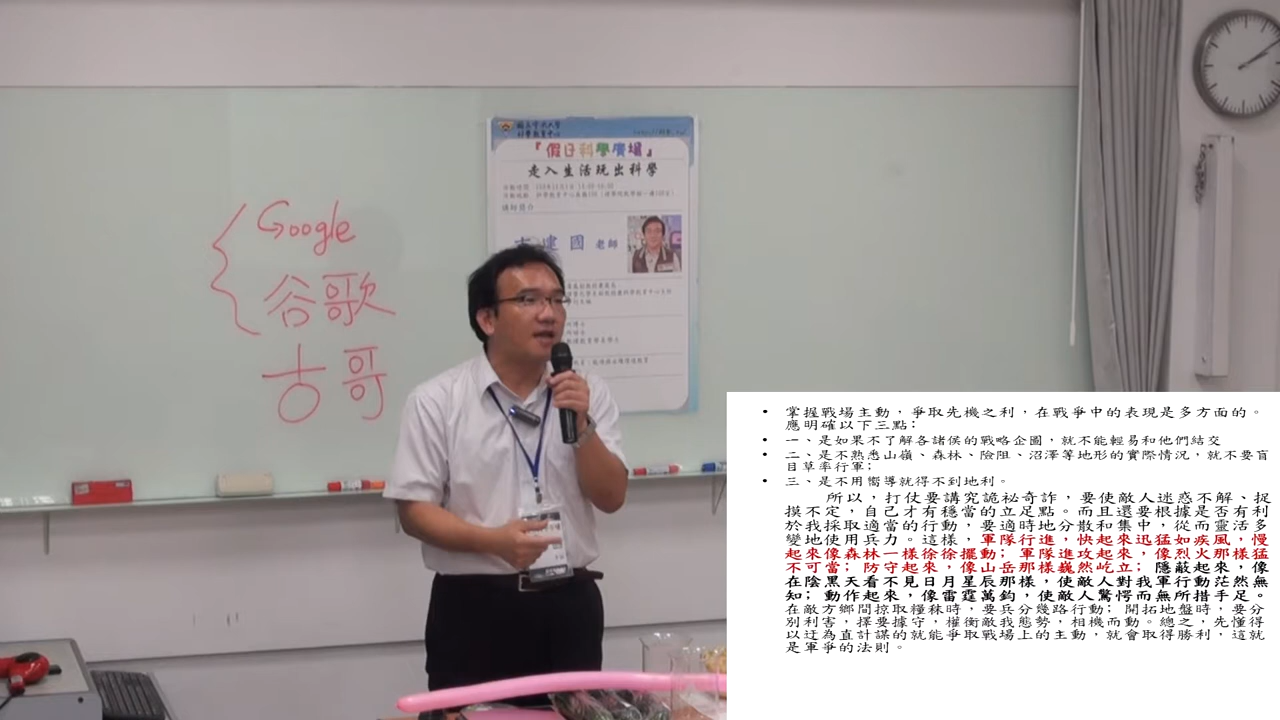 Google
谷歌
古哥
『假日科學廣場』
走入生活玩出科學
講師簡介
建國 老師
• 掌握戰場主動，爭取先機之利，在戰爭中的表現是多方面的。
應明確以下三點：
• 一、是如果不了解各諸侯的戰略企圖，就不能輕易和他們結交
• 二、是不熟悉山嶺、森林、險阻、沼澤等地形的實際情況，就不要盲
目草率行軍；
• 三、是不用嚮導就得不到地利。
所以，打仗要講究詭祕奇詐，要使敵人迷惑不解、捉
摸不定，自己才有穩當的立足點。而且還要根據是否有利
於我採取適當的行動，要適時地分散和集中，從而靈活多
變地使用兵力。這樣，軍隊行進，快起來迅猛如疾風，慢
起來像森林一樣徐徐擺動；軍隊進攻起來，像烈火那樣猛
不可當；防守起來，像山岳那樣巍然屹立；隱蔽起來，像
在陰黑天看不見日月星辰那樣，使敵人對我軍行動茫然無
知；動作起來，像雷霆萬鈞，使敵人驚愕而無所措手足。
在敵方鄉間掠取糧秣時，要兵分幾路行動；開拓地盤時，要分
別利害，擇要據守，權衡敵我態勢，相機而動。總之，先懂得
以迂為直計謀的就能爭取戰場上的主動，就會取得勝利，這就
是軍爭的法則。